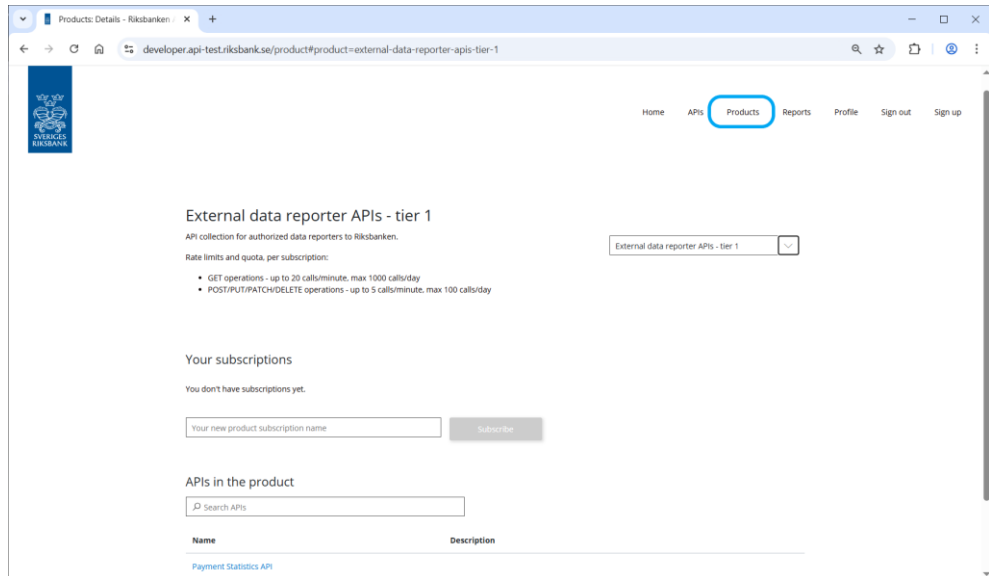 Products: Details - Riksbanken
developer.api-test.riksbank.se/product#product=external-data-reporter-apis-tier-1
SVERIGES
RIKSBANK
Home APIs Products Reports Profile Sign out Sign up
External data reporter APIs - tier 1
API collection for authorized data reporters to Riksbanken.
External data reporter APIs - tier 1
Rate limits and quota, per subscription:
• GET operations - up to 20 calls/minute, max 1000 calls/day
• POST/PUT/PATCH/DELETE operations - up to 5 calls/minute, max 100 calls/day
Your subscriptions
You don't have subscriptions yet.
Your new product subscription name
Subscribe
APIs in the product
Search APIs
Name Description
Payment Statistics API